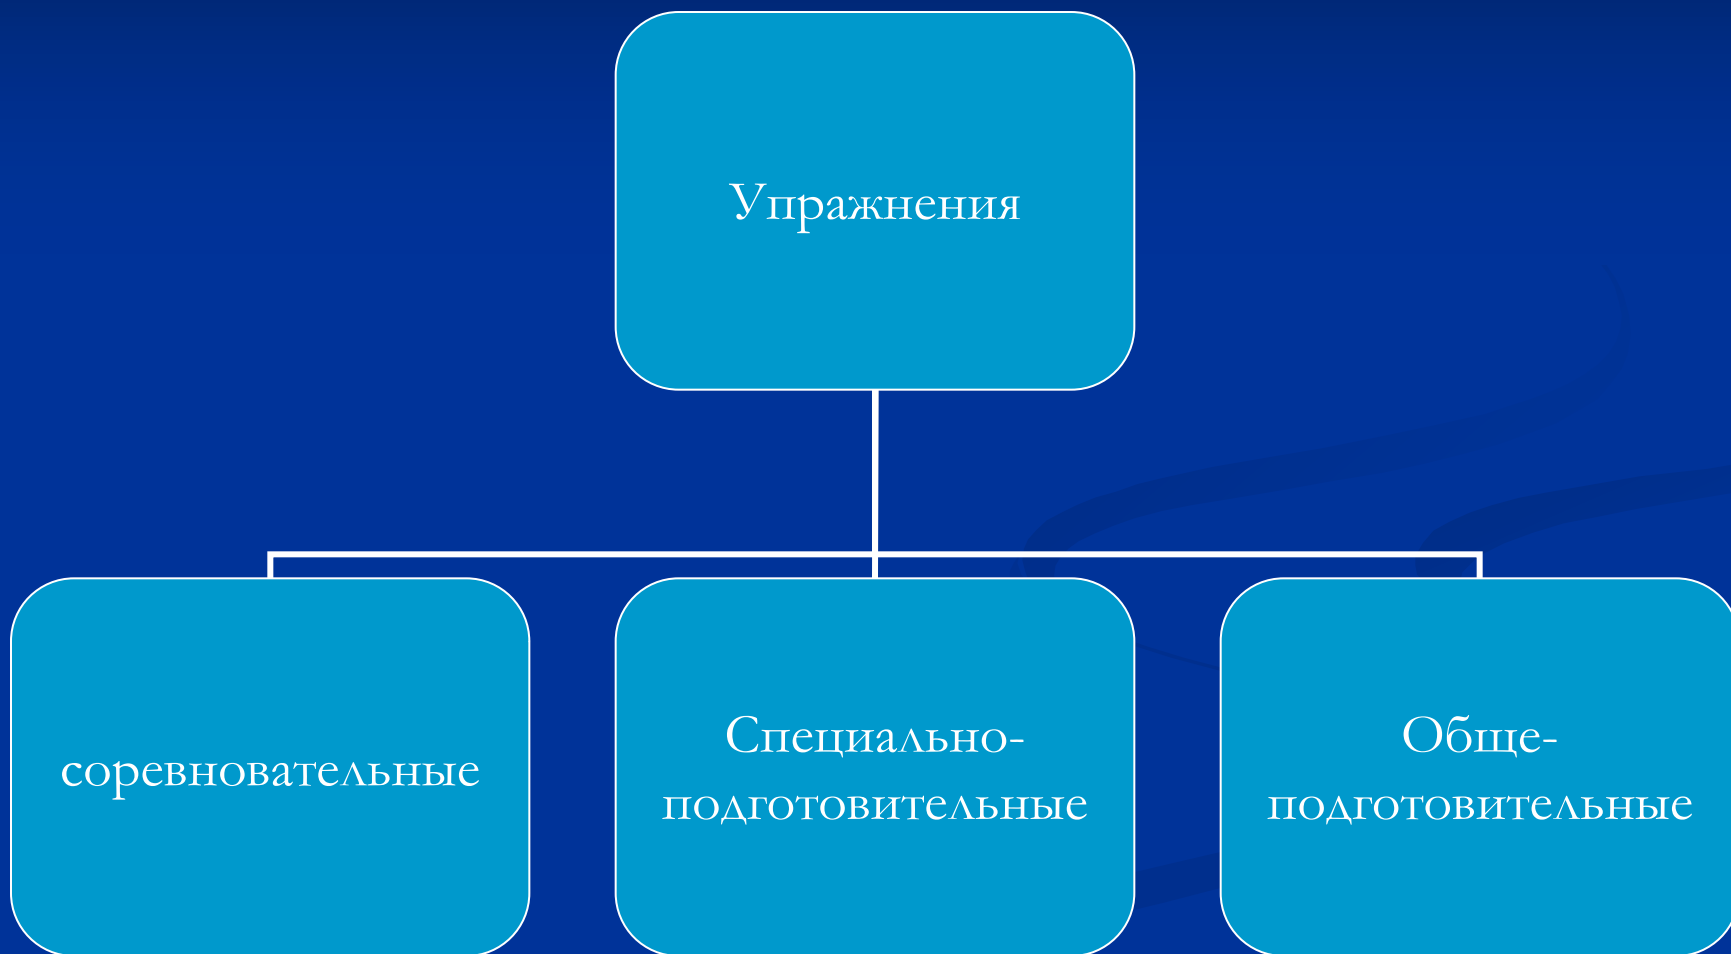 Упражнения
соревновательные
Специально-
подготовительные
Обще-
подготовительные